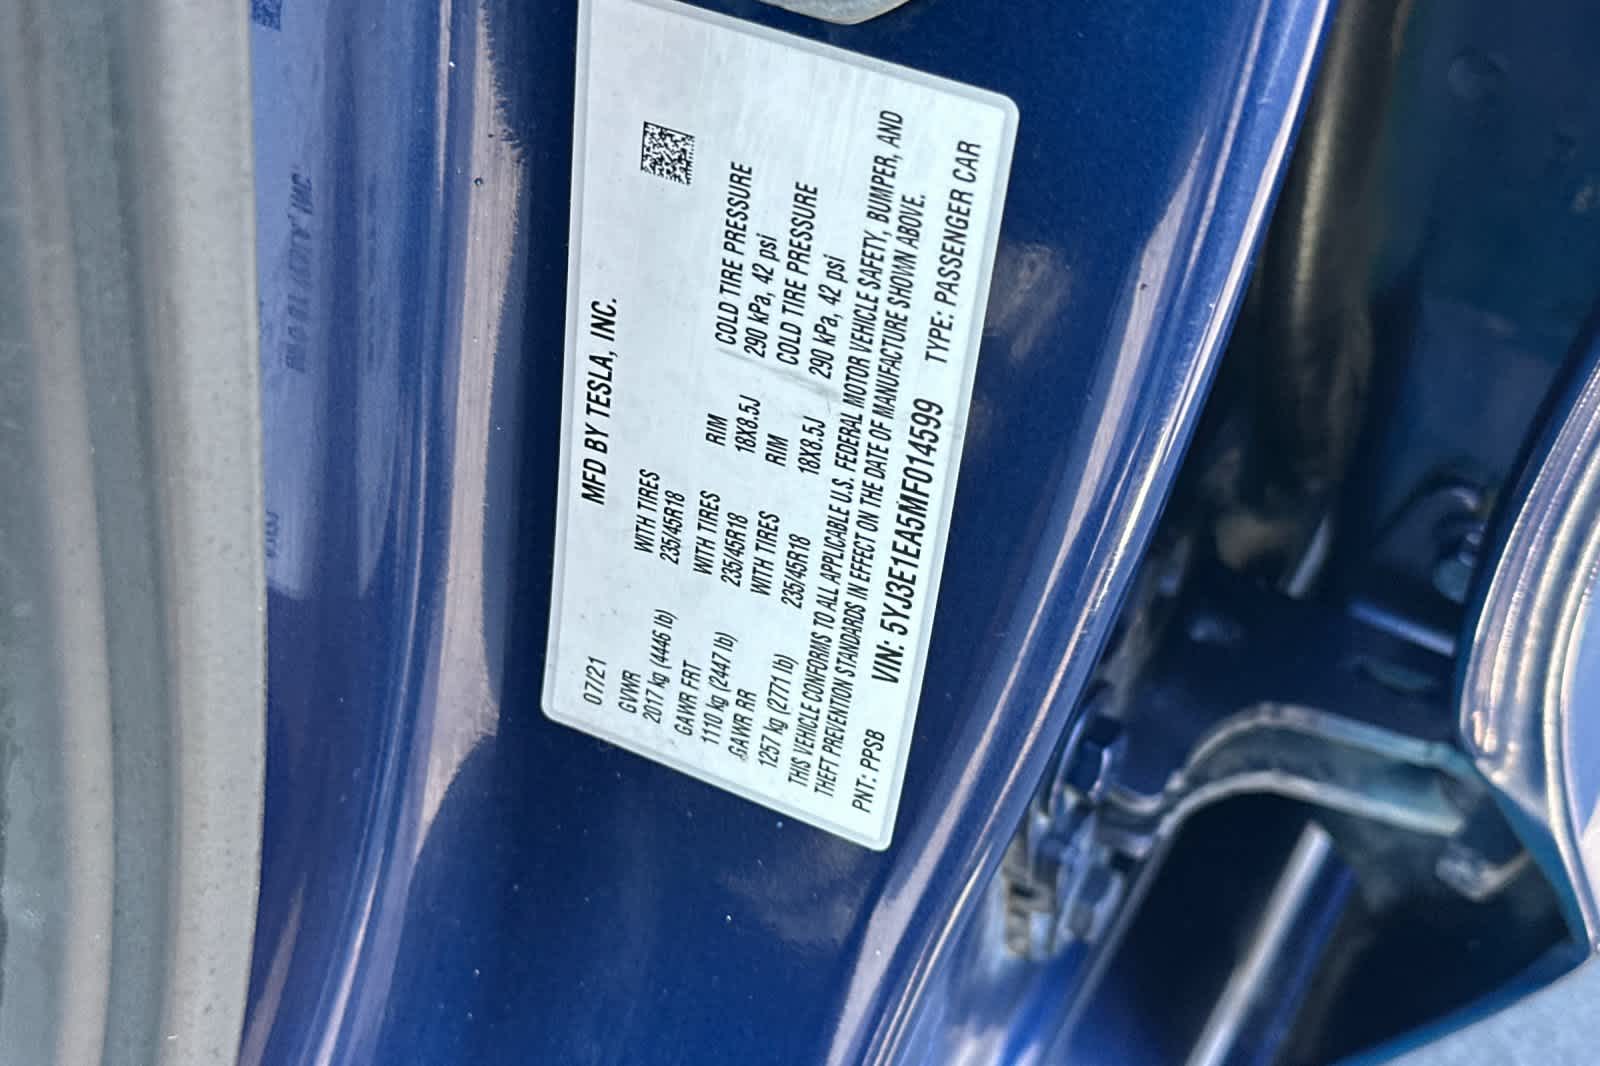 MFD BY TESLA, INC.
07/21
GVWR WITH TIRES
2017 kg (4446 lb) 235/45R18
GAWR FRT WITH TIRES RIM COLD TIRE PRESSURE
1110 kg (2447 lb) 235/45R18 18X8.5J 290 kPa, 42 psi
GAWR RR WITH TIRES RIM COLD TIRE PRESSURE
1257 kg (2771 lb) 235/45R18 18X8.5J 290 kPa, 42 psi
THIS VEHICLE CONFORMS TO ALL APPLICABLE U.S. FEDERAL MOTOR VEHICLE SAFETY, BUMPER, AND
THEFT PREVENTION STANDARDS IN EFFECT ON THE DATE OF MANUFACTURE SHOWN ABOVE.
PNT: PPSB VIN: 5YJ3E1EA5MF014599 TYPE: PASSENGER CAR